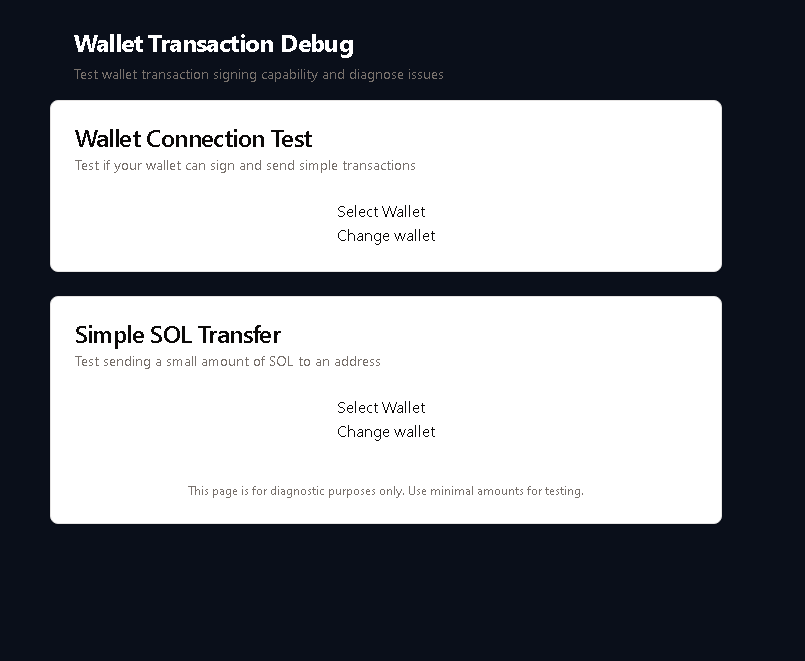 Wallet Transaction Debug
Test wallet transaction signing capability and diagnose issues
Wallet Connection Test
Test if your wallet can sign and send simple transactions
Select Wallet
Change wallet
Simple SOL Transfer
Test sending a small amount of SOL to an address
Select Wallet
Change wallet
This page is for diagnostic purposes only. Use minimal amounts for testing.